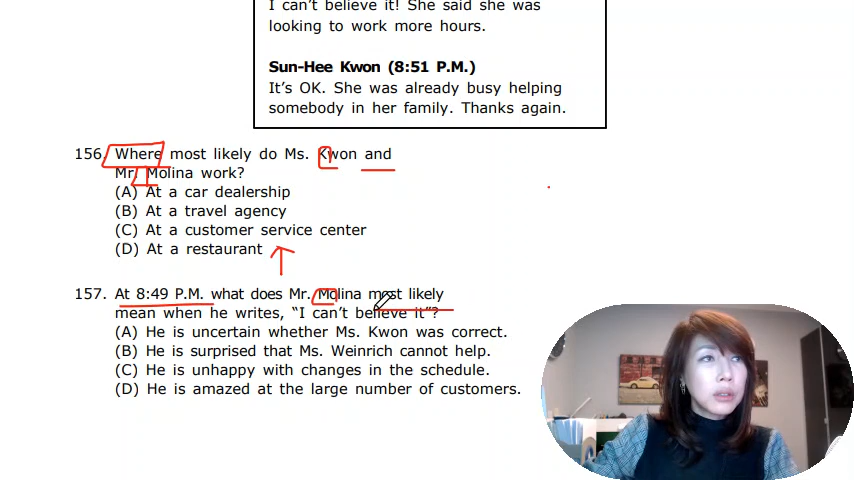 I can't believe it! She said she was
looking to work more hours.
Sun-Hee Kwon (8:51 P.M.)
It's OK. She was already busy helping
somebody in her family. Thanks again.
156. Where most likely do Ms. Kwon and
Mr. Molina work?
(A) At a car dealership
(B) At a travel agency
(C) At a customer service center
(D) At a restaurant
157. At 8:49 P.M. what does Mr. Molina most likely
mean when he writes, “I can't believe it”?
(A) He is uncertain whether Ms. Kwon was correct.
(B) He is surprised that Ms. Weinrich cannot help.
(C) He is unhappy with changes in the schedule.
(D) He is amazed at the large number of customers.